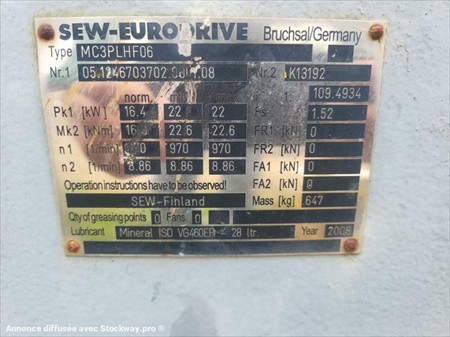 SEW-EURODRIVE Bruchsal/Germany
Type MC3PLHF06
Nr.1 Nr.2 K13192
norm. i 109.4934
Pk1 [kW] 16.4 22 22 Fs 1.52
Mk2 [kNm] 22.6 22.6 FR1 [kN] 0
n1 [1/min] 970 970 FR2 [kN] 0
n2 [1/min] 8.86 8.86 8.86 FA1 [kN] 0
Operation instructions have to be observed! FA2 [kN] 0
SEW-Finland Mass [kg] 647
Qty of greasing points 0 Fans 0
Lubricant Mineral ISO VG460EP = 28 ltr. Year 2008
Annonce diffusée avec Stockway.pro ®